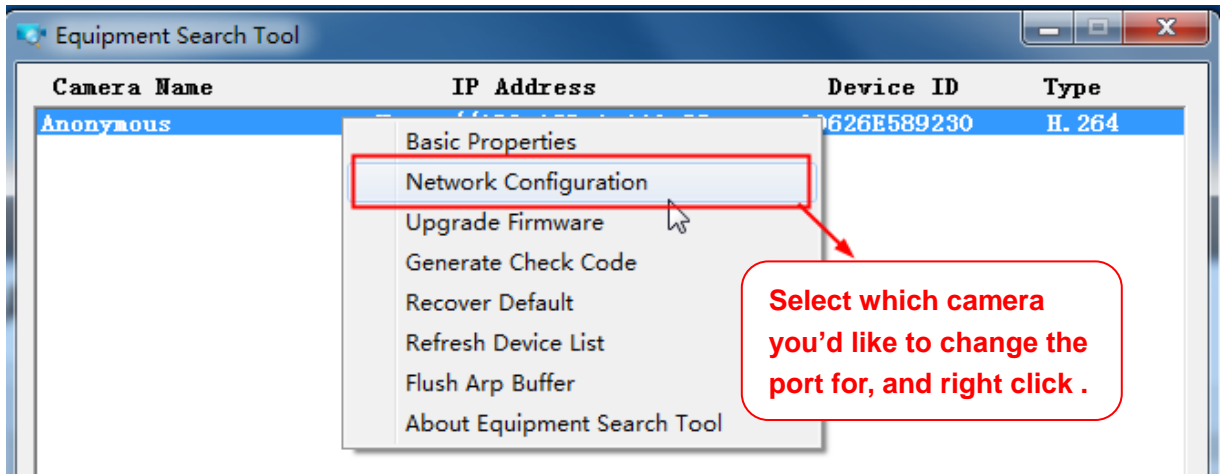 Equipment Search Tool
Camera Name IP Address Device ID Type
Anonymous 0626E589230 H.264
Basic Properties
Network Configuration
Upgrade Firmware
Generate Check Code
Recover Default
Refresh Device List
Flush Arp Buffer
About Equipment Search Tool
Select which camera
you’d like to change the
port for, and right click .